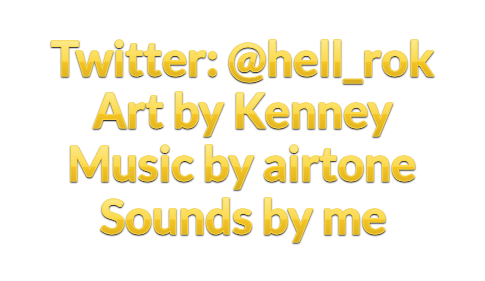 Twitter: @hell_rok
Art by Kenney
Music by airtone
Sounds by me